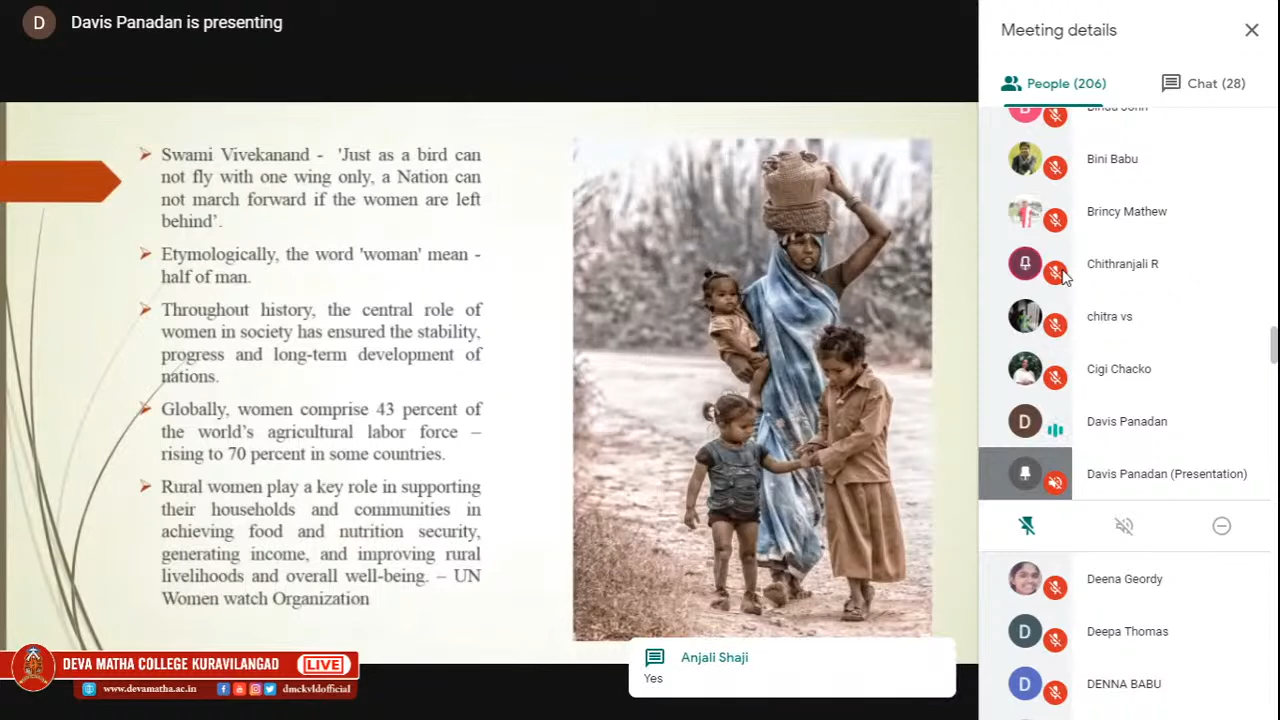 D
Davis Panadan is presenting
Swami Vivekanand - 'Just as a bird can
not fly with one wing only, a Nation can
not march forward if the women are left
behind'.
Etymologically, the word 'woman' mean -
half of man.
Throughout history, the central role of
women in society has ensured the stability,
progress and long-term development of
nations.
Globally, women comprise 43 percent of
the world's agricultural labor force –
rising to 70 percent in some countries.
Rural women play a key role in supporting
their households and communities in
achieving food and nutrition security,
generating income, and improving rural
livelihoods and overall well-being. – UN
Women watch Organization
DEVA MATHA COLLEGE KURAVILANGAD LIVE
www.devamatha.ac.in dmckvldofficial
Anjali Shaji
Yes
Meeting details
People (206) Chat (28)
Bini Babu
Brincy Mathew
Chithranjali R
chitra vs
Cigi Chacko
D Davis Panadan
Davis Panadan (Presentation)
Deena Geordy
D Deepa Thomas
D DENNA BABU